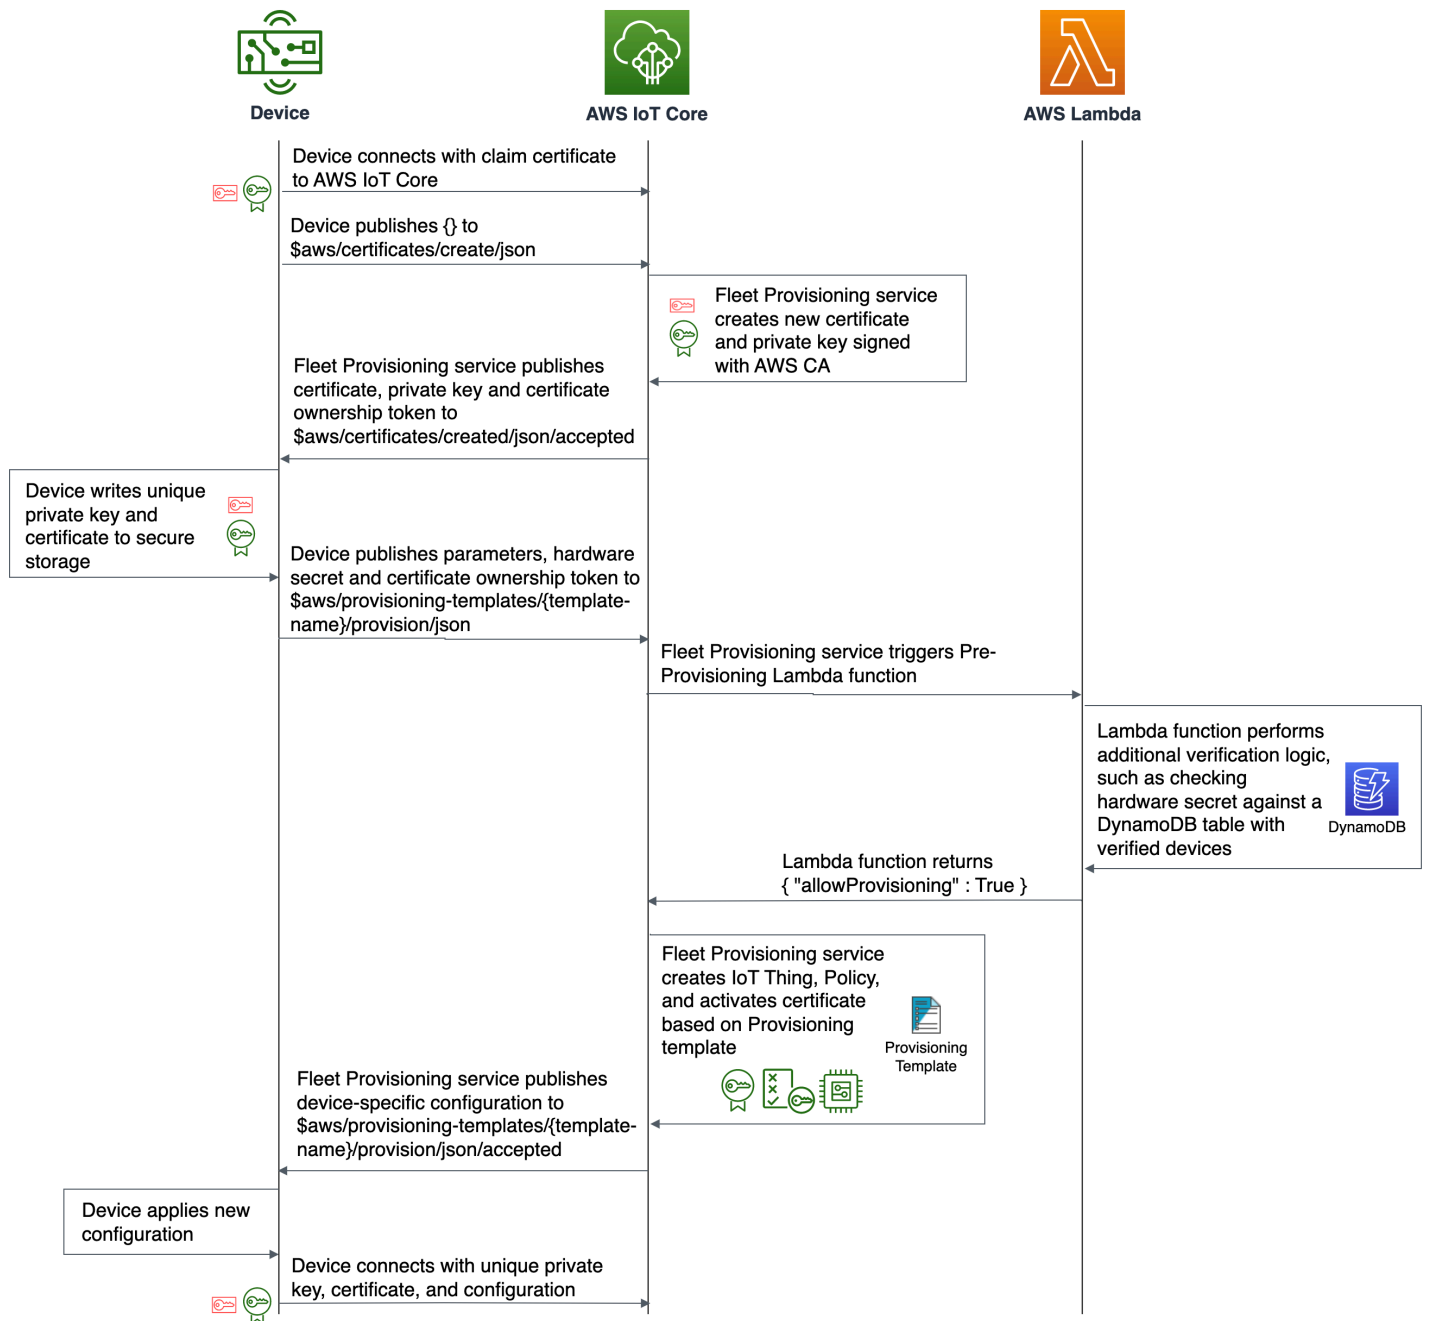 Device
AWS IoT Core
AWS Lambda
Device connects with claim certificate
to AWS IoT Core
Device publishes {} to
$aws/certificates/create/json
Fleet Provisioning service
creates new certificate
and private key signed
with AWS CA
Fleet Provisioning service publishes
certificate, private key and certificate
ownership token to
$aws/certificates/created/json/accepted
Device writes unique
private key and
certificate to secure
storage
Device publishes parameters, hardware
secret and certificate ownership token to
$aws/provisioning-templates/{template-
name}/provision/json
Fleet Provisioning service triggers Pre-
Provisioning Lambda function
Lambda function performs
additional verification logic,
such as checking
hardware secret against a
DynamoDB table with
verified devices
DynamoDB
Lambda function returns
{ "allowProvisioning" : True }
Fleet Provisioning service
creates IoT Thing, Policy,
and activates certificate
based on Provisioning
template
Provisioning
Template
Fleet Provisioning service publishes
device-specific configuration to
$aws/provisioning-templates/{template-
name}/provision/json/accepted
Device applies new
configuration
Device connects with unique private
key, certificate, and configuration